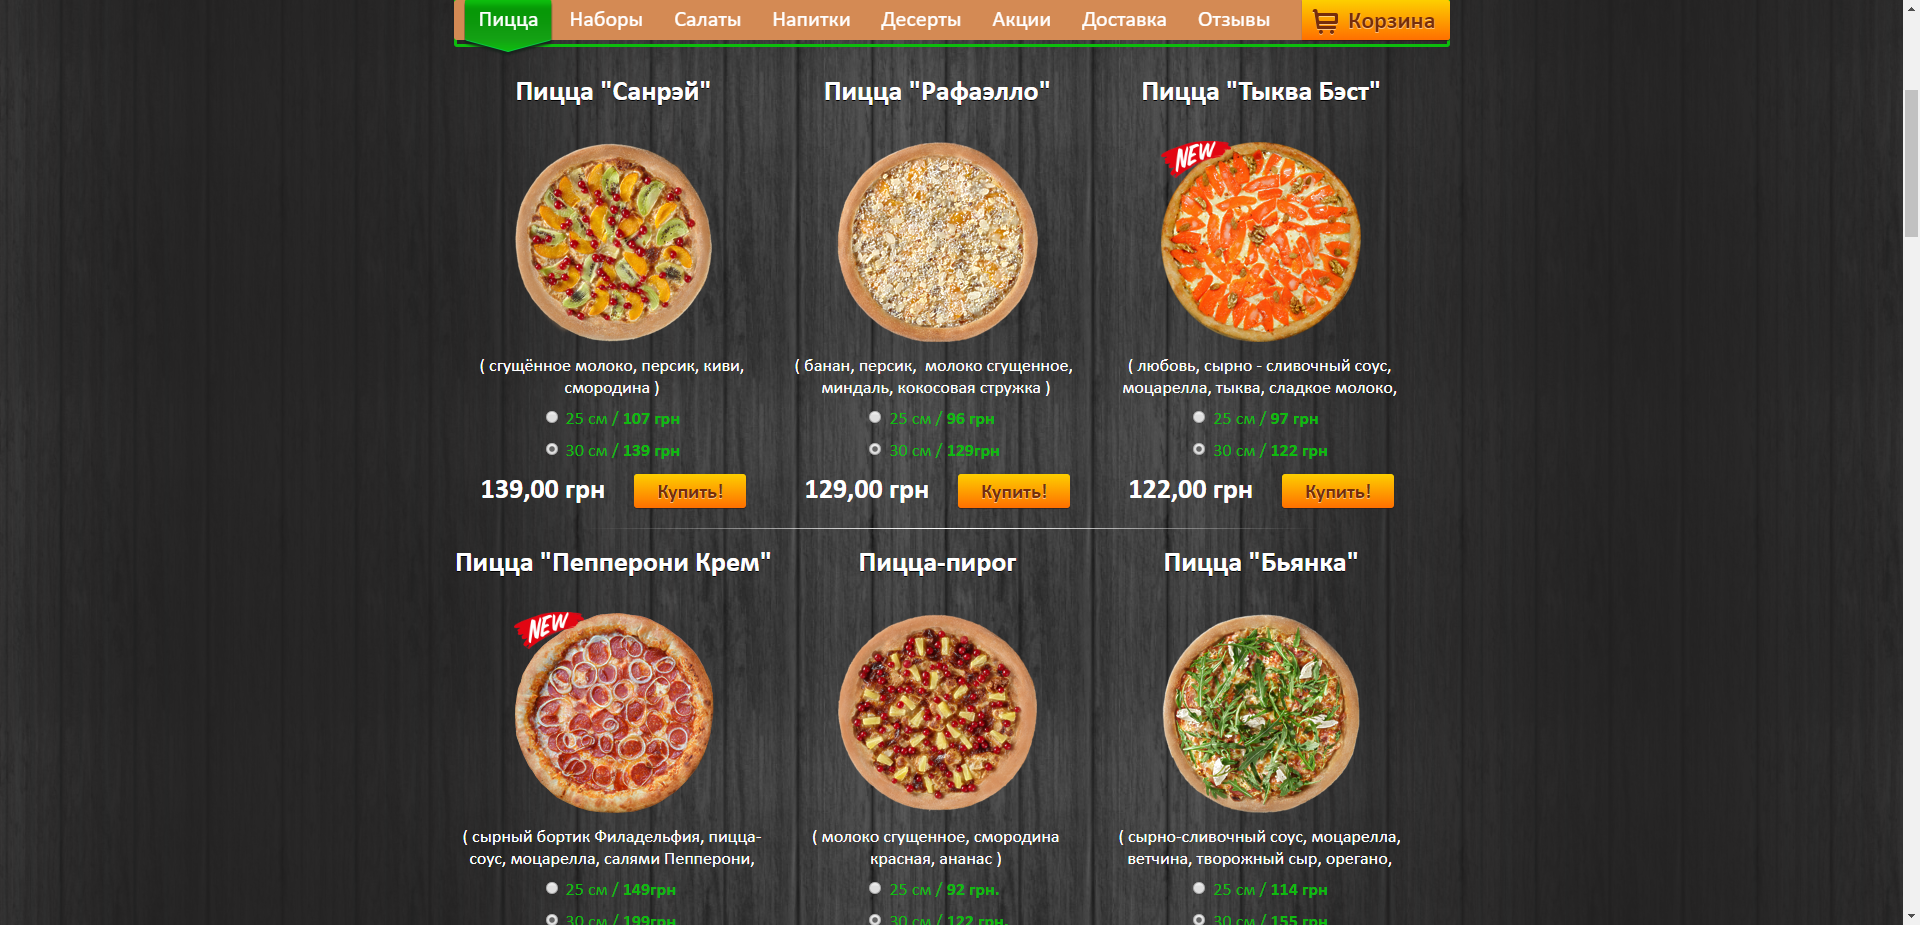 Пицца Наборы Салаты Напитки Десерты Акции Доставка Отзывы Корзина
Пицца "Санрэй" Пицца "Рафаэлло" Пицца "Тыква Бэст"
NEW
( сгущённое молоко, персик, киви, ( банан, персик, молоко сгущенное, ( любовь, сырно - сливочный соус,
смородина ) миндаль, кокосовая стружка ) моцарелла, тыква, сладкое молоко,
25 см / 107 грн 25 см / 96 грн 25 см / 97 грн
30 см / 139 грн 30 см / 129грн 30 см / 122 грн
139,00 грн Купить! 129,00 грн Купить! 122,00 грн Купить!
Пицца "Пепперони Крем" Пицца-пирог Пицца "Бьянка"
NEW
( сырный бортик Филадельфия, пицца- ( молоко сгущенное, смородина ( сырно-сливочный соус, моцарелла,
соус, моцарелла, салями Пепперони, красная, ананас ) ветчина, творожный сыр, орегано,
25 см / 149грн 25 см / 92 грн. 25 см / 114 грн
30 см / 199грн 30 см / 122 грн. 30 см / 155 грн